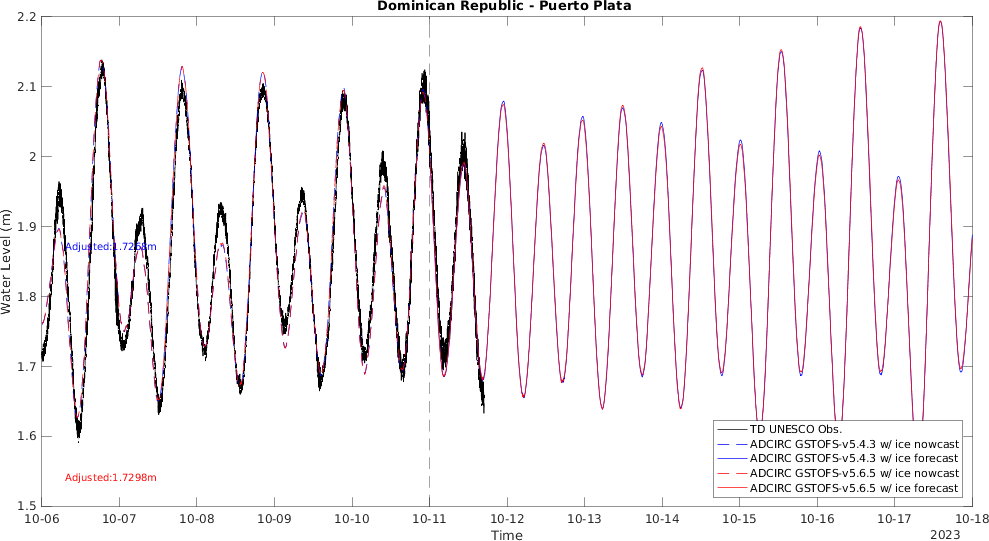 Dominican Republic - Puerto Plata
Water Level (m)
2.2
2.1
2
1.9
1.8
1.7
1.6
1.5
Adjusted:1.7268m
Adjusted:1.7298m
TD UNESCO Obs.
ADCIRC GSTOFS-v5.4.3 w/ ice nowcast
ADCIRC GSTOFS-v5.4.3 w/ ice forecast
ADCIRC GSTOFS-v5.6.5 w/ ice nowcast
ADCIRC GSTOFS-v5.6.5 w/ ice forecast
10-06 10-07 10-08 10-09 10-10 10-11 10-12 10-13 10-14 10-15 10-16 10-17 10-18
Time
2023